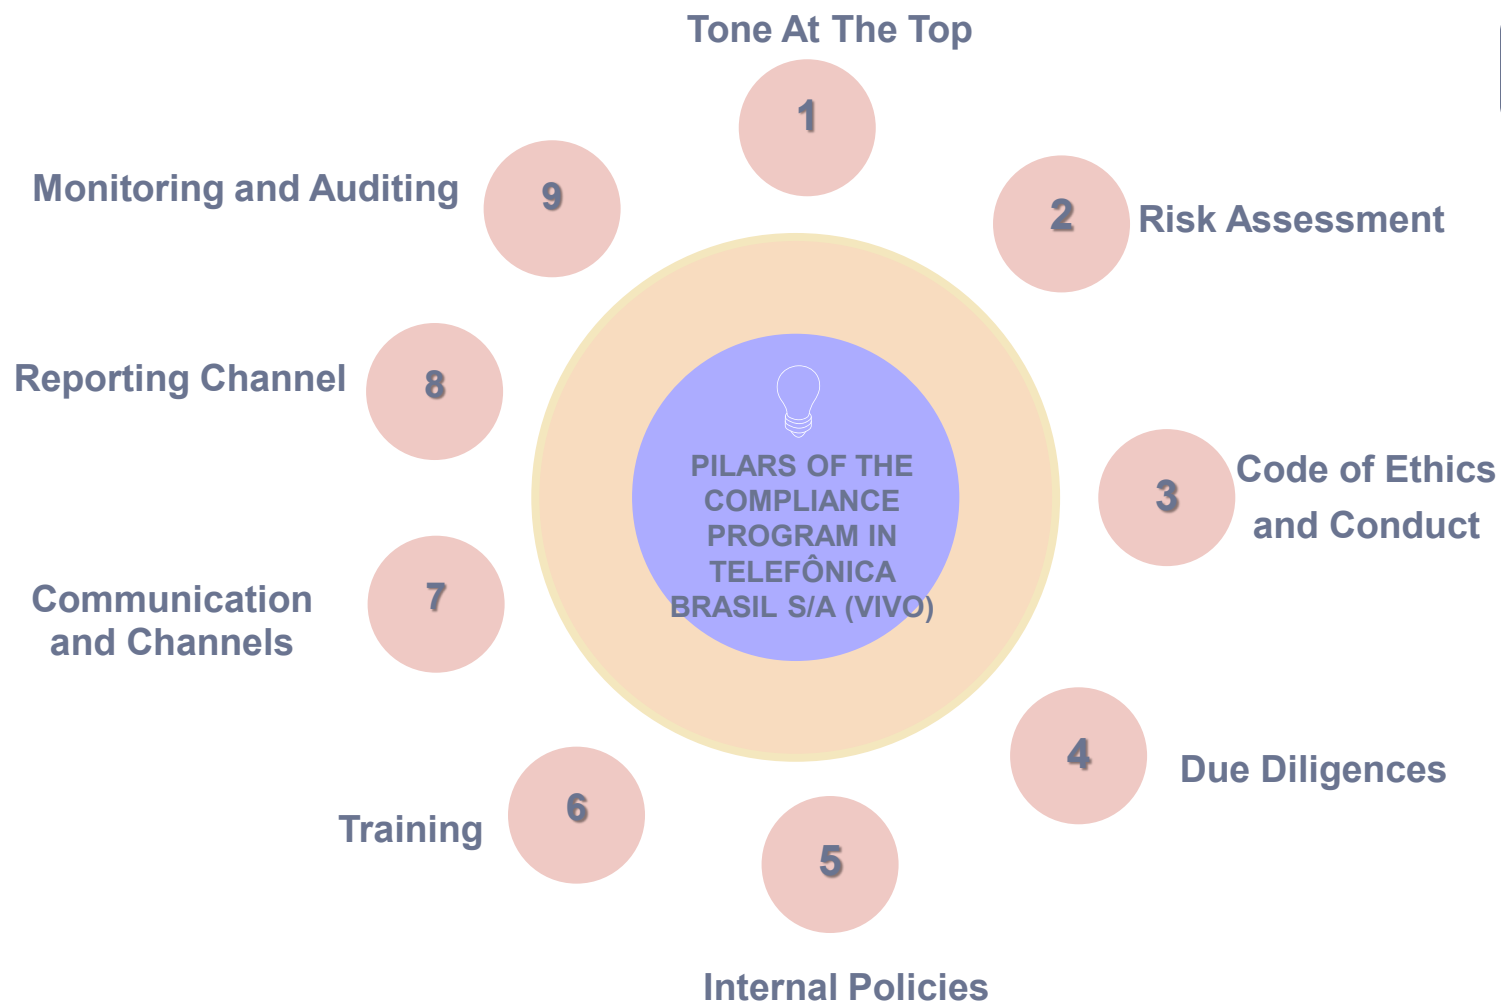 Tone At The Top
1
2
Risk Assessment
3
Code of Ethics
and Conduct
4
Due Diligences
5
Internal Policies
6
Training
7
Communication
and Channels
8
Reporting Channel
9
Monitoring and Auditing
PILARS OF THE
COMPLIANCE
PROGRAM IN
TELEFÔNICA
BRASIL S/A (VIVO)